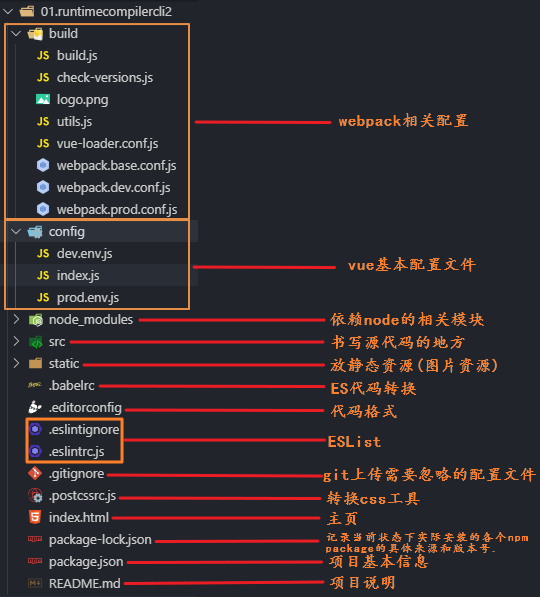 01.runtimecompilercli2
build
build.js
check-versions.js
logo.png
utils.js
webpack相关配置
vue-loader.conf.js
webpack.base.conf.js
webpack.dev.conf.js
webpack.prod.conf.js
config
dev.env.js
vue基本配置文件
index.js
prod.env.js
node_modules 依赖node的相关模块
src 书写源代码的地方
static 放静态资源(图片资源)
.babelrc ES代码转换
.editorconfig 代码格式
.eslintignore
ESList
.eslintrc.js
.gitignore git上传需要忽略的配置文件
.postcssrc.js 转换css工具
index.html 主页
package-lock.json 记录当前状态下实际安装的各个npm
package的具体来源和版本号.
package.json 项目基本信息
README.md 项目说明